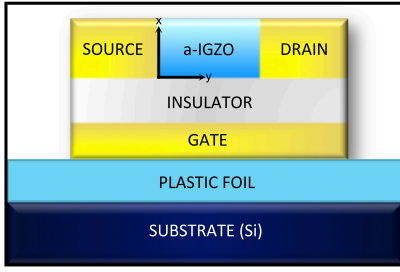 x
SOURCE
a-IGZO
DRAIN
y
INSULATOR
GATE
PLASTIC FOIL
SUBSTRATE (Si)